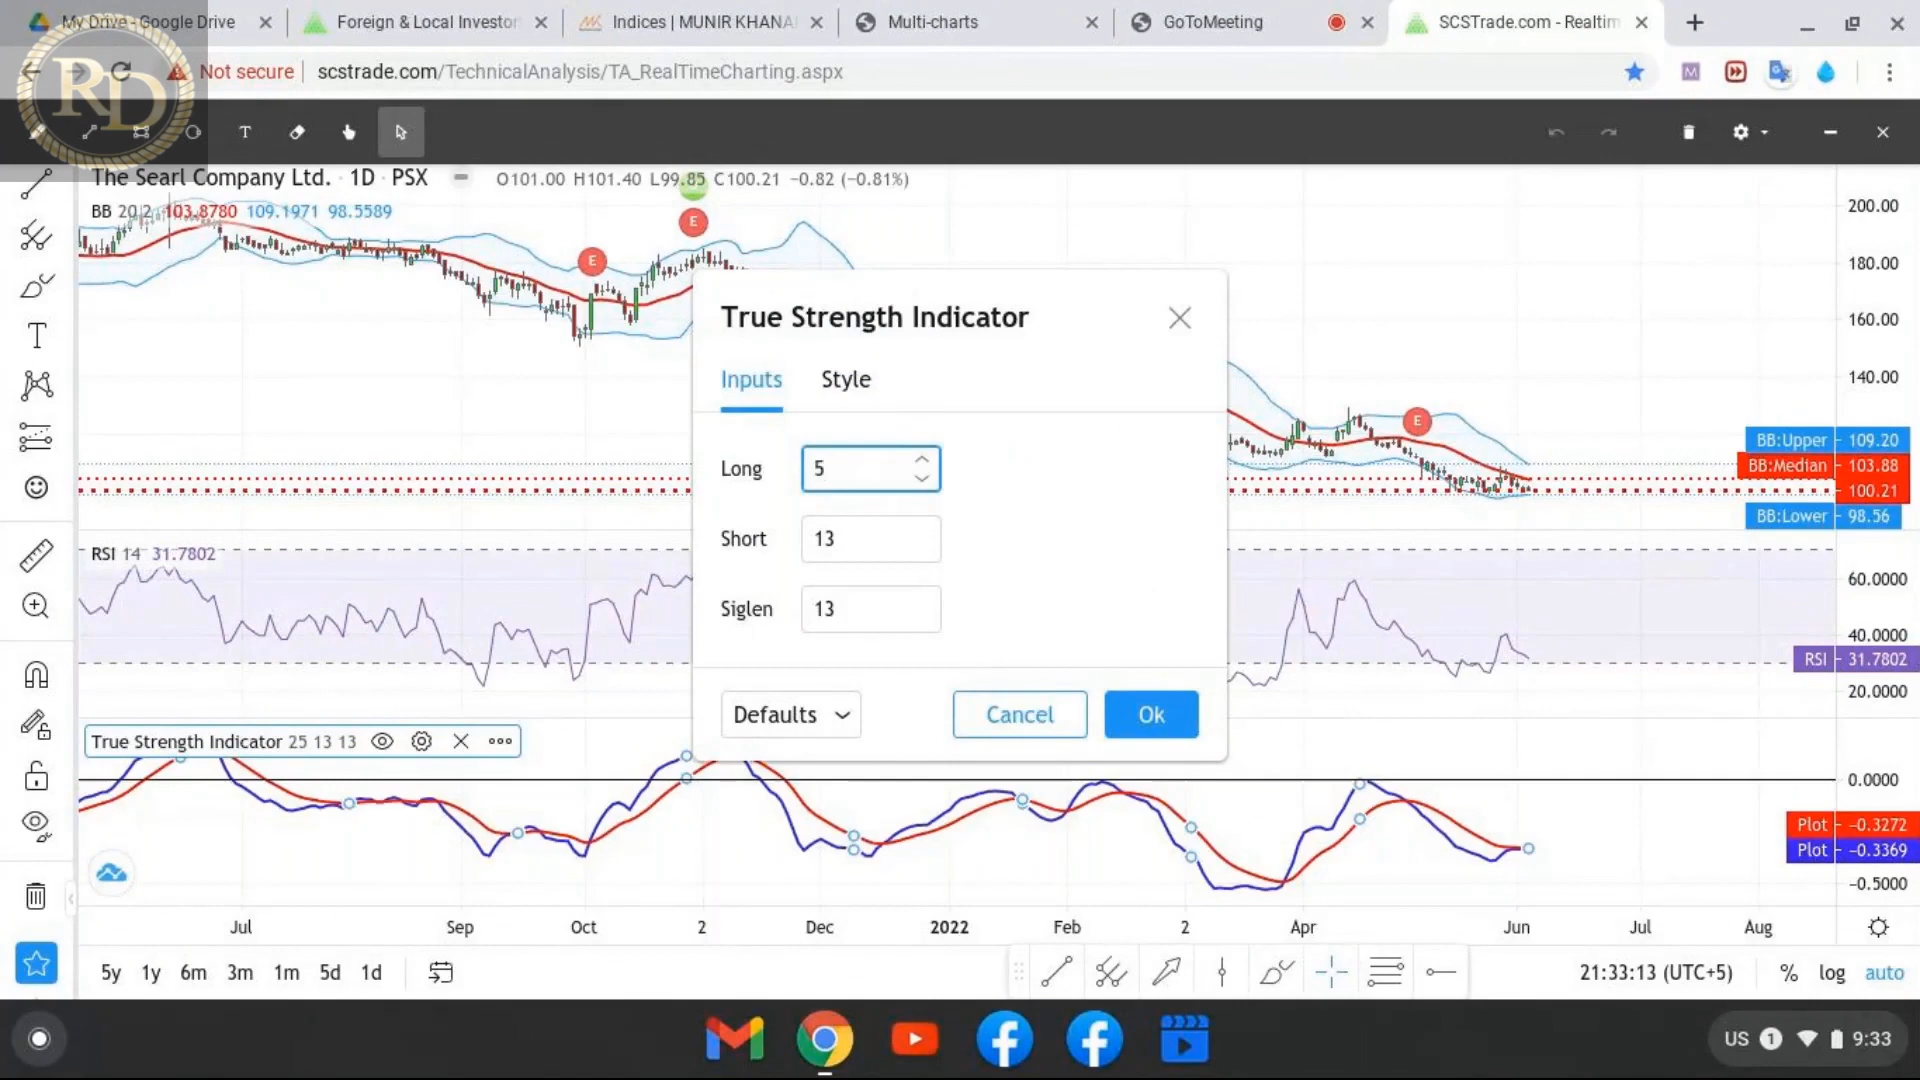 My Drive - Google Drive
Foreign & Local Investor
Indices | MUNIR KHANA
Multi-charts
GoToMeeting
SCSTrade.com - Realtim
Not secure
scstrade.com/TechnicalAnalysis/TA_RealTimeCharting.aspx
RD
T
The Searl Company Ltd. · 1D · PSX
O101.00 H101.40 L99.85 C100.21 −0.82 (−0.81%)
BB 20 2 103.8780 109.1971 98.5589
E
E
E
200.00
180.00
160.00
140.00
BB:Upper 109.20
BB:Median 103.88
100.21
BB:Lower 98.56
T
True Strength Indicator
Inputs
Style
Long
5
Short
13
Siglen
13
Defaults
Cancel
Ok
RSI 14 31.7802
60.0000
40.0000
RSI 31.7802
20.0000
True Strength Indicator 25 13 13
0.0000
Plot −0.3272
Plot −0.3369
−0.5000
Jul
Sep
Oct
2
Dec
2022
Feb
2
Apr
Jun
Jul
Aug
5y 1y 6m 3m 1m 5d 1d
21:33:13 (UTC+5)
% log auto
US 1 9:33